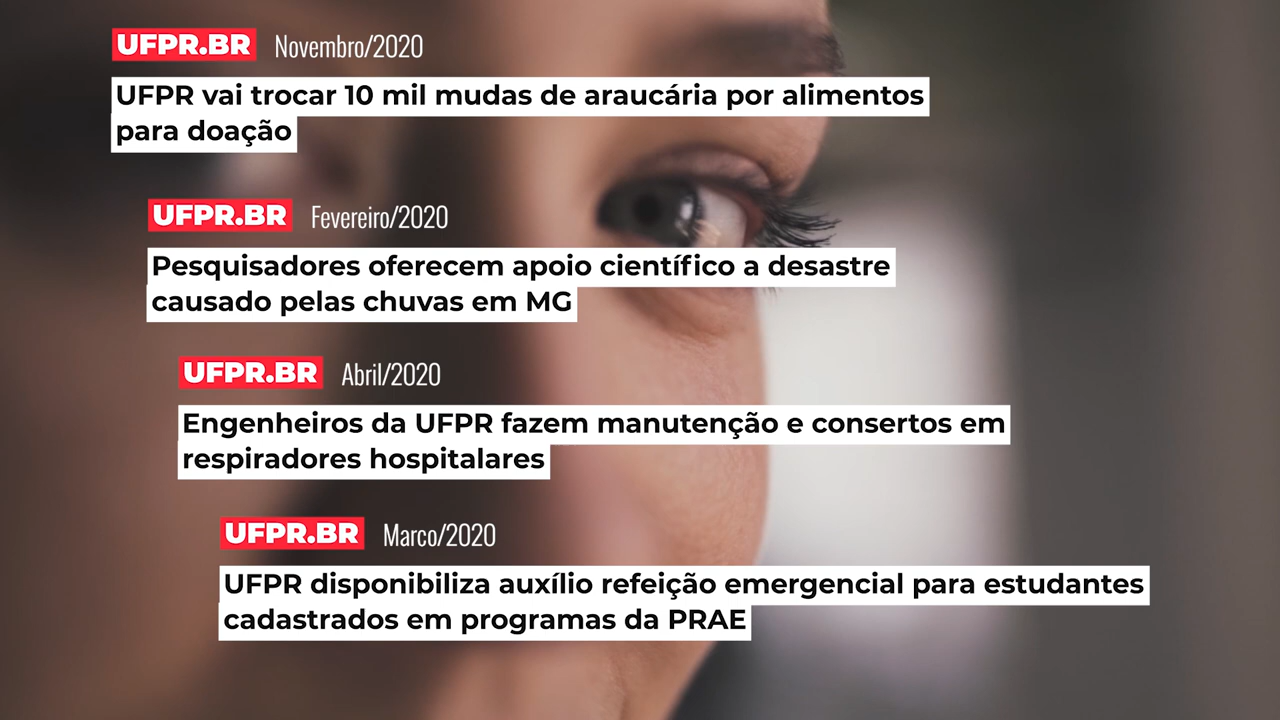 UFPR.BR Novembro/2020
UFPR vai trocar 10 mil mudas de araucária por alimentos
para doação
UFPR.BR Fevereiro/2020
Pesquisadores oferecem apoio científico a desastre
causado pelas chuvas em MG
UFPR.BR Abril/2020
Engenheiros da UFPR fazem manutenção e consertos em
respiradores hospitalares
UFPR.BR Marco/2020
UFPR disponibiliza auxílio refeição emergencial para estudantes
cadastrados em programas da PRAE